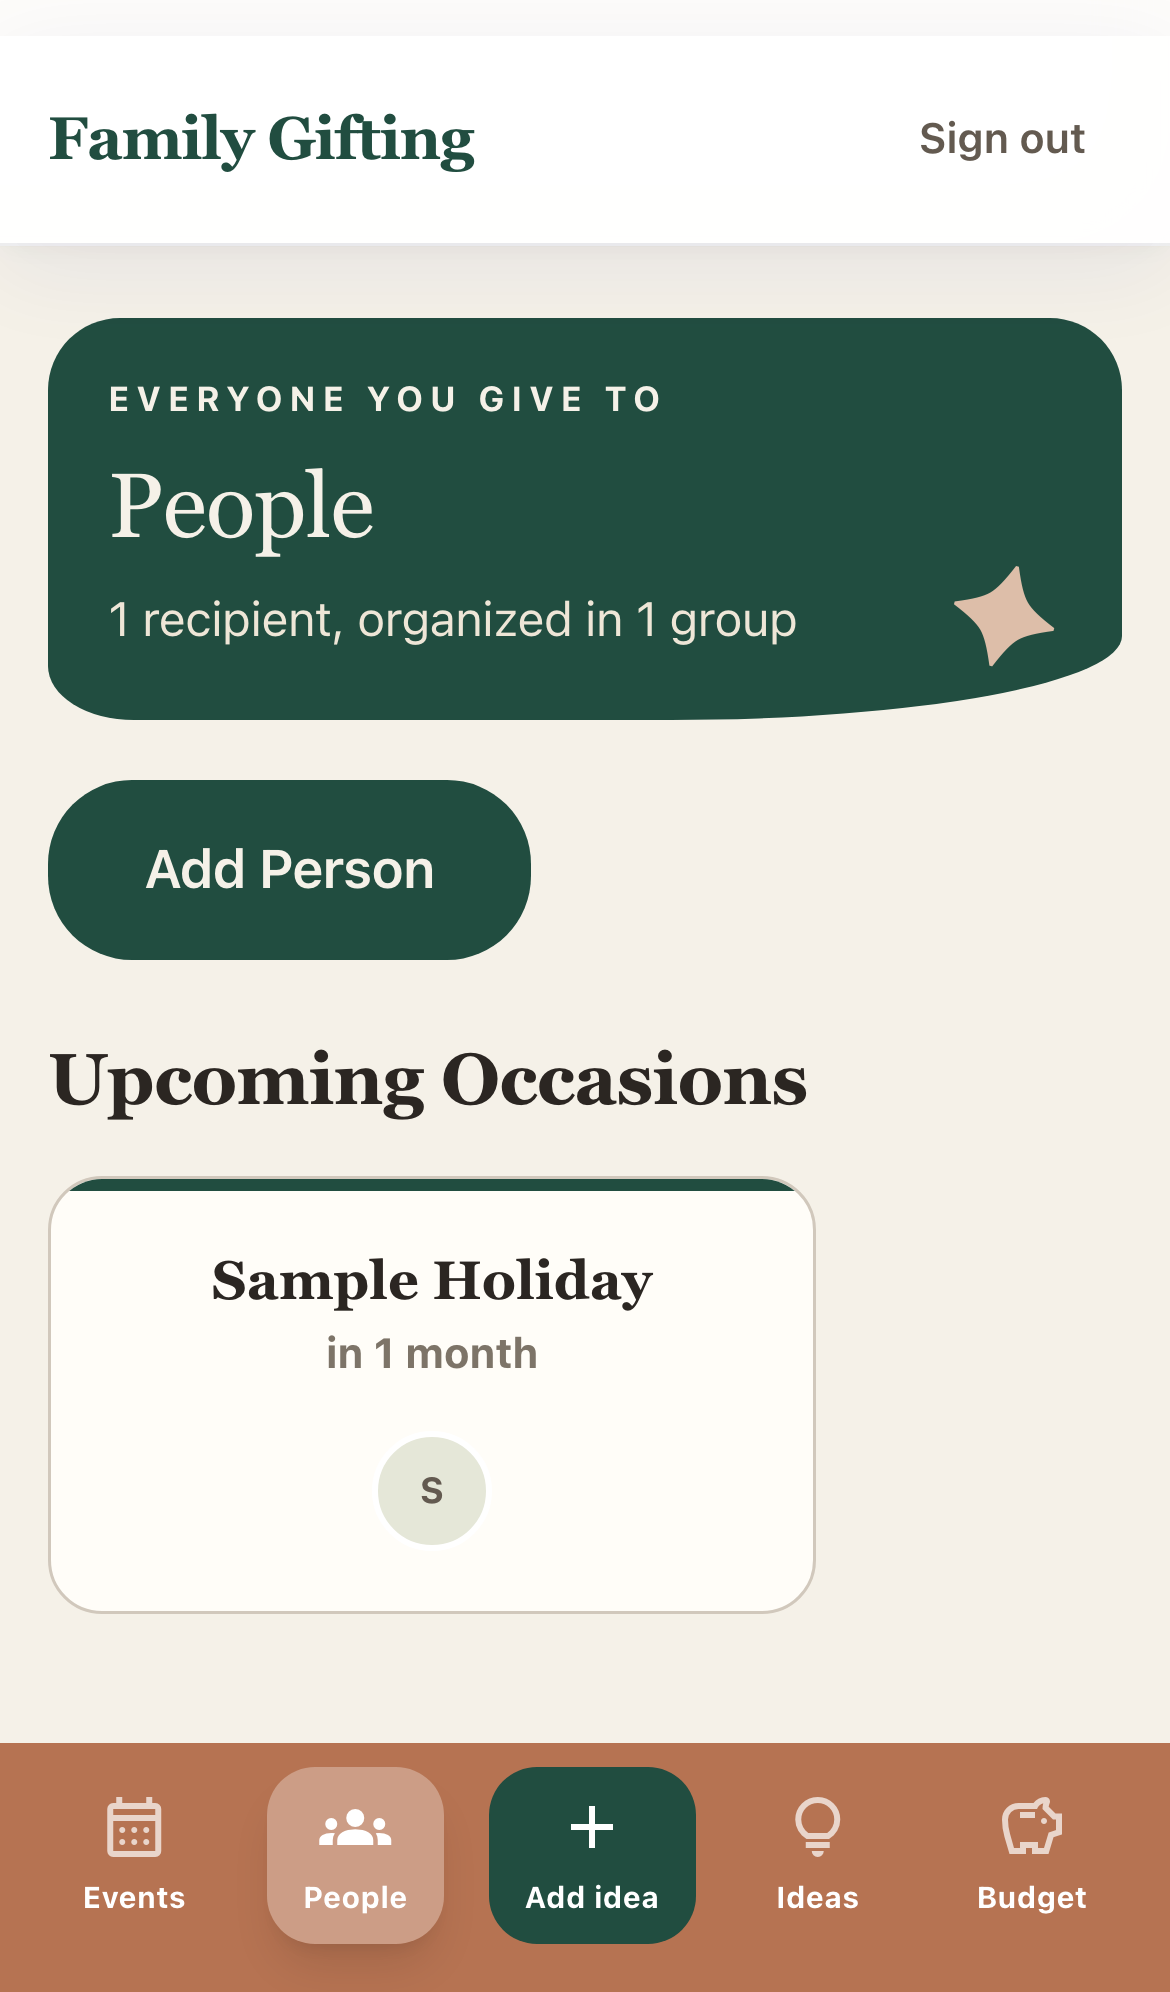 Family Gifting
Sign out
EVERYONE YOU GIVE TO
People
1 recipient, organized in 1 group
Add Person
Upcoming Occasions
Sample Holiday
in 1 month
S
Events
People
Add idea
Ideas
Budget